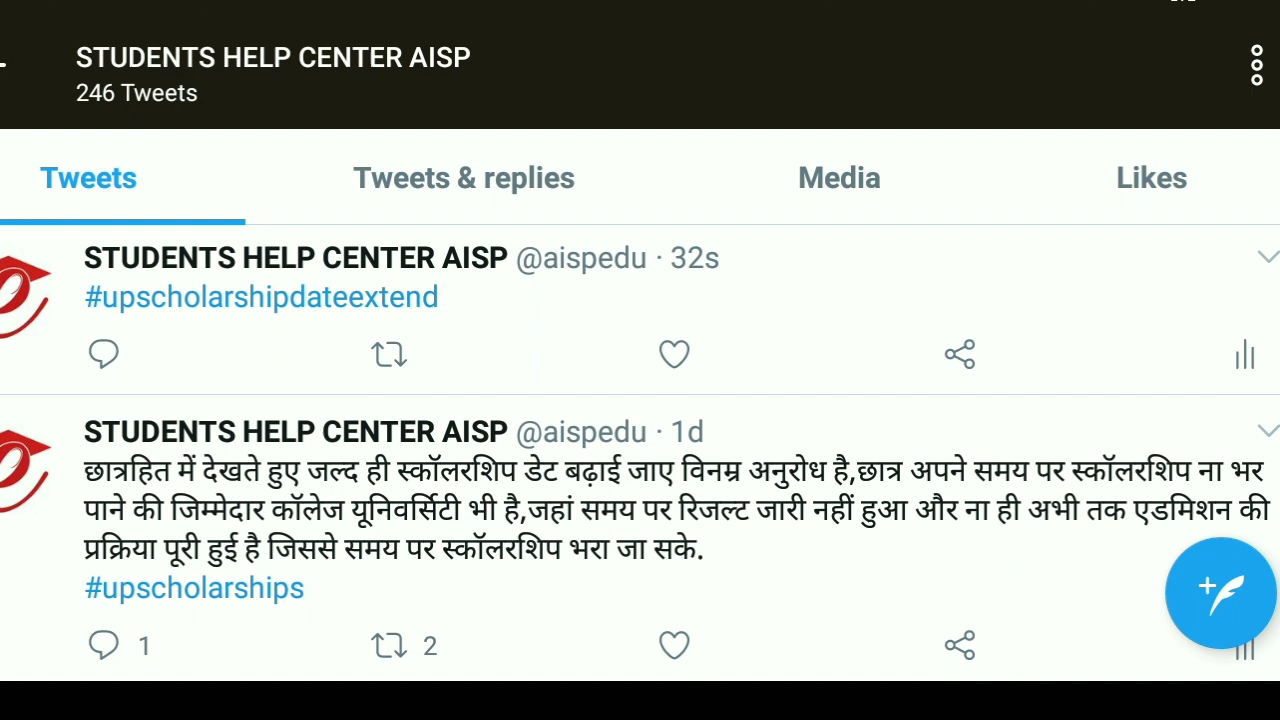 STUDENTS HELP CENTER AISP
246 Tweets
Tweets Tweets & replies Media Likes
STUDENTS HELP CENTER AISP @aispedu · 32s
#upscholarshipdateextend
STUDENTS HELP CENTER AISP @aispedu · 1d
छात्रहित में देखते हुए जल्द ही स्कॉलरशिप डेट बढ़ाई जाए विनम्र अनुरोध है,छात्र अपने समय पर स्कॉलरशिप ना भर
पाने की जिम्मेदार कॉलेज यूनिवर्सिटी भी है,जहां समय पर रिजल्ट जारी नहीं हुआ और ना ही अभी तक एडमिशन की
प्रक्रिया पूरी हुई है जिससे समय पर स्कॉलरशिप भरा जा सके.
#upscholarships
1 2